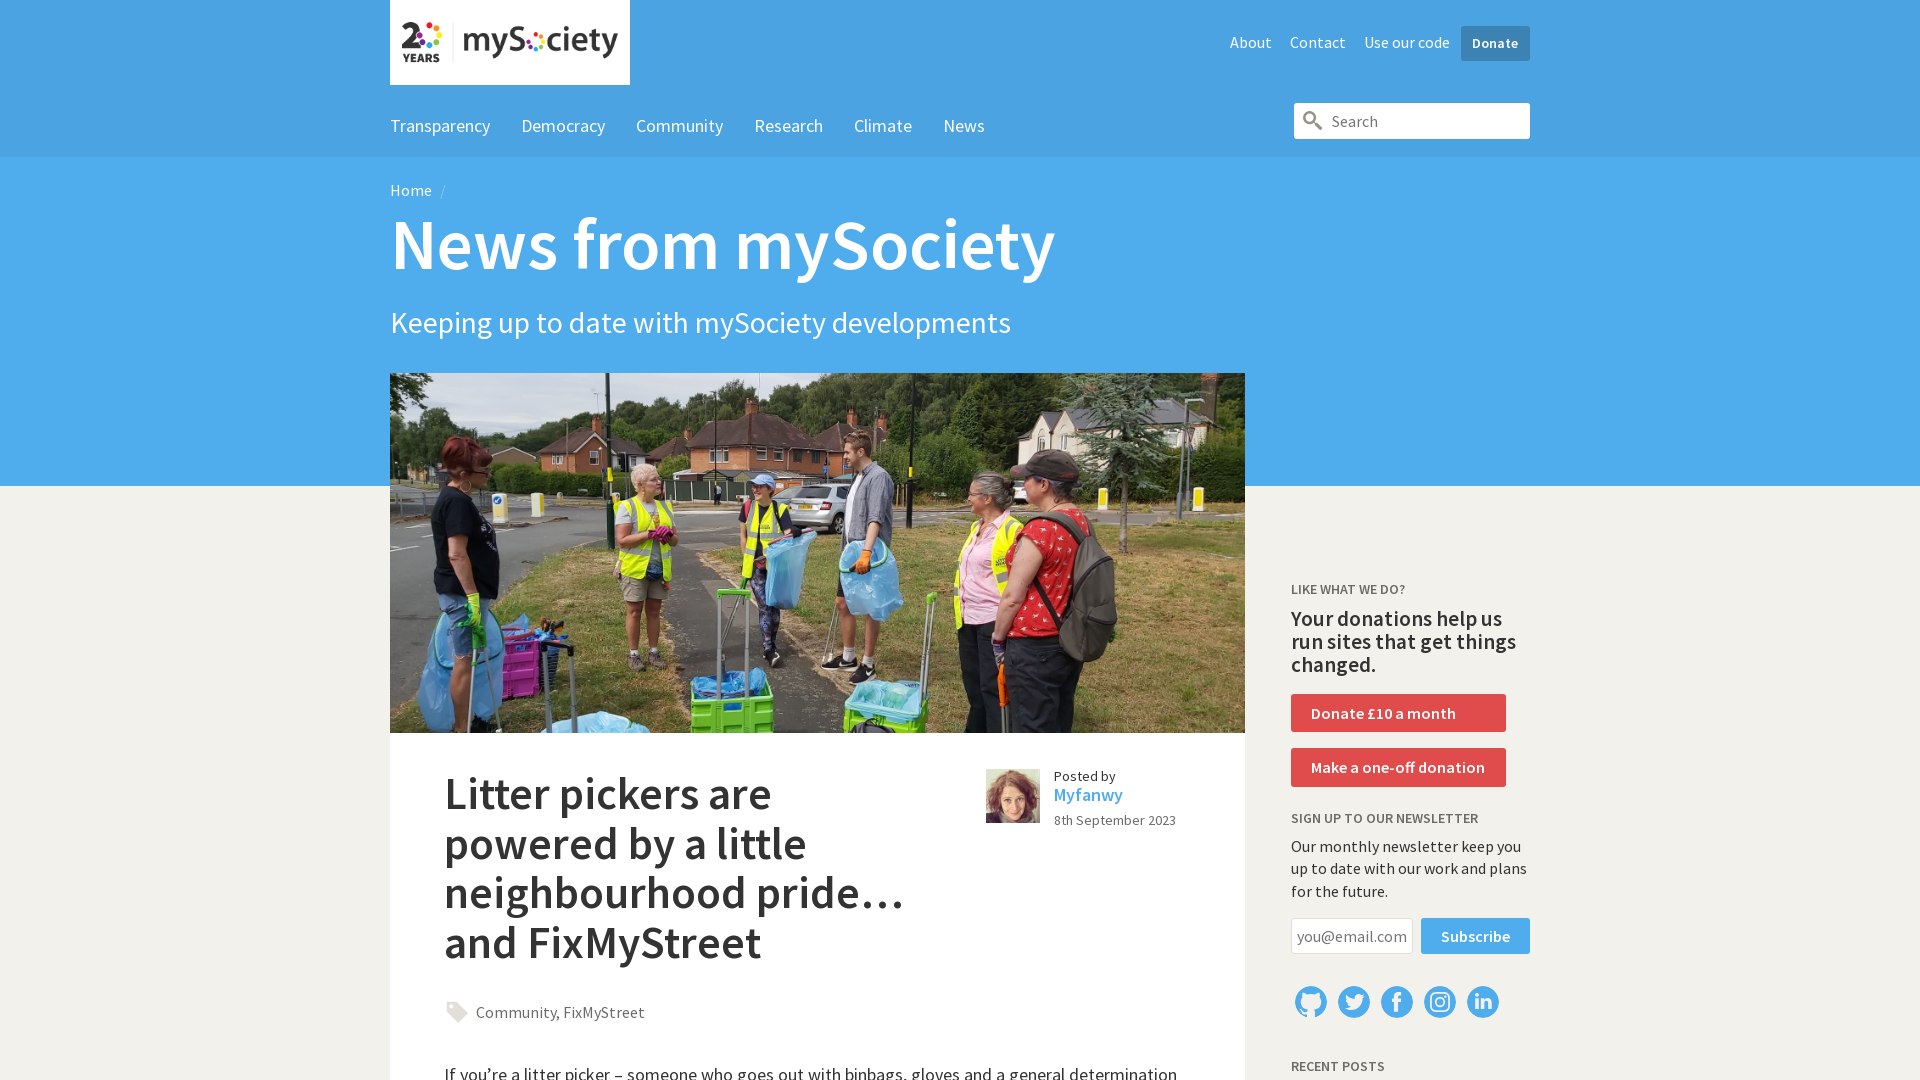 20 YEARS mySociety
About Contact Use our code Donate
Transparency Democracy Community Research Climate News
Search
Home /
News from mySociety
Keeping up to date with mySociety developments
Litter pickers are
powered by a little
neighbourhood pride…
and FixMyStreet
Posted by
Myfanwy
8th September 2023
Community, FixMyStreet
If you’re a litter picker – someone who goes out with binbags, gloves and a general determination
LIKE WHAT WE DO?
Your donations help us
run sites that get things
changed.
Donate £10 a month
Make a one-off donation
SIGN UP TO OUR NEWSLETTER
Our monthly newsletter keep you
up to date with our work and plans
for the future.
you@email.com Subscribe
RECENT POSTS